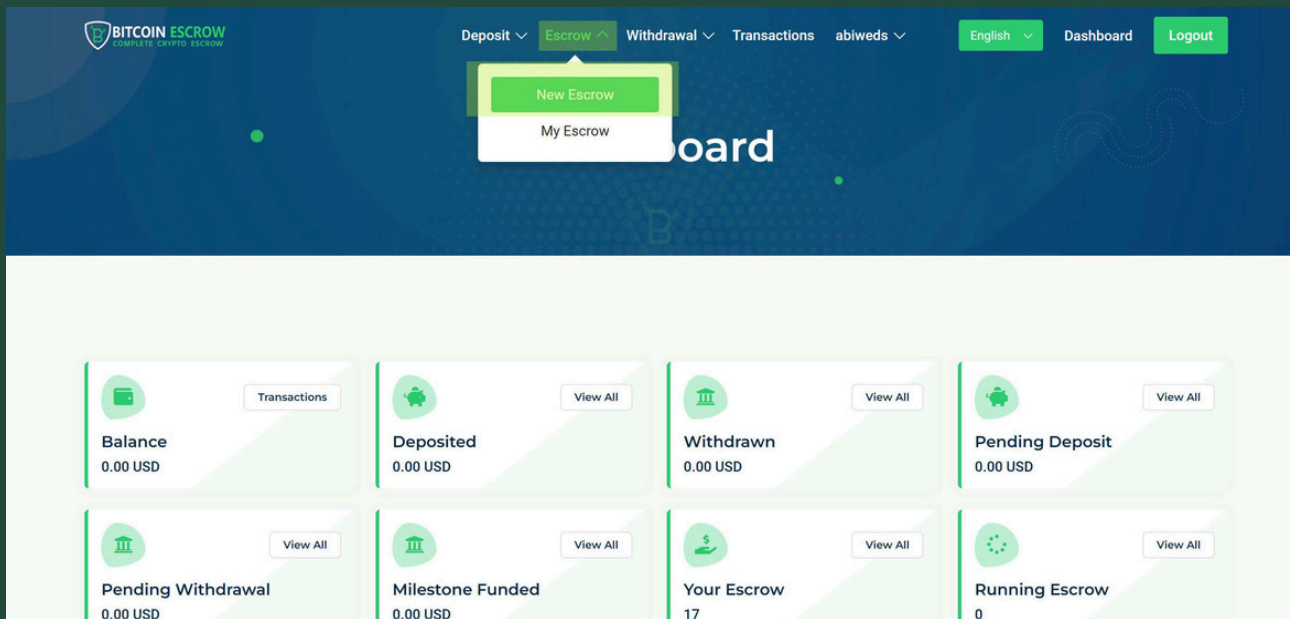 BITCOIN ESCROW
COMPLETE CRYPTO ESCROW
Deposit Escrow Withdrawal Transactions abiweds English Dashboard Logout
New Escrow
My Escrow
oard
Transactions View All View All View All
Balance Deposited Withdrawn Pending Deposit
0.00 USD 0.00 USD 0.00 USD 0.00 USD
View All View All View All View All
Pending Withdrawal Milestone Funded Your Escrow Running Escrow
0.00 USD 0.00 USD 17 0